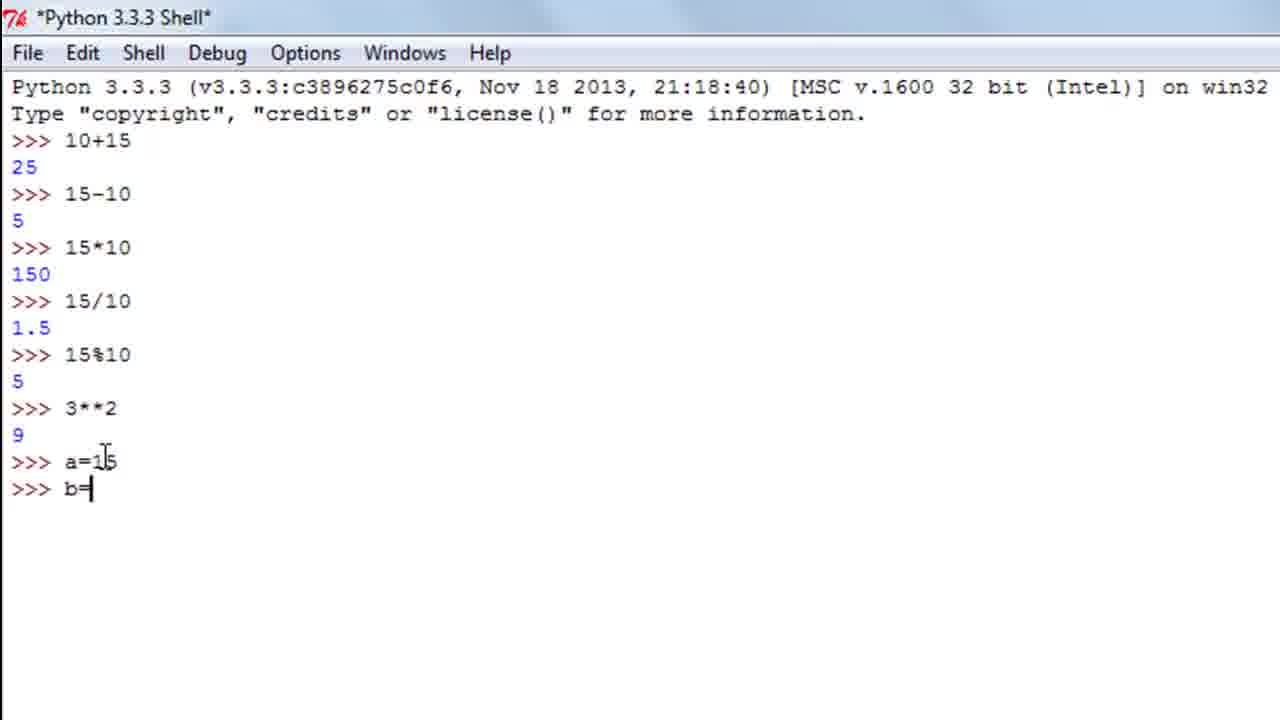 *Python 3.3.3 Shell*
File Edit Shell Debug Options Windows Help
Python 3.3.3 (v3.3.3:c3896275c0f6, Nov 18 2013, 21:18:40) [MSC v.1600 32 bit (Intel)] on win32
Type "copyright", "credits" or "license()" for more information.
>>> 10+15
25
>>> 15-10
5
>>> 15*10
150
>>> 15/10
1.5
>>> 15%10
5
>>> 3**2
9
>>> a=15
>>> b=